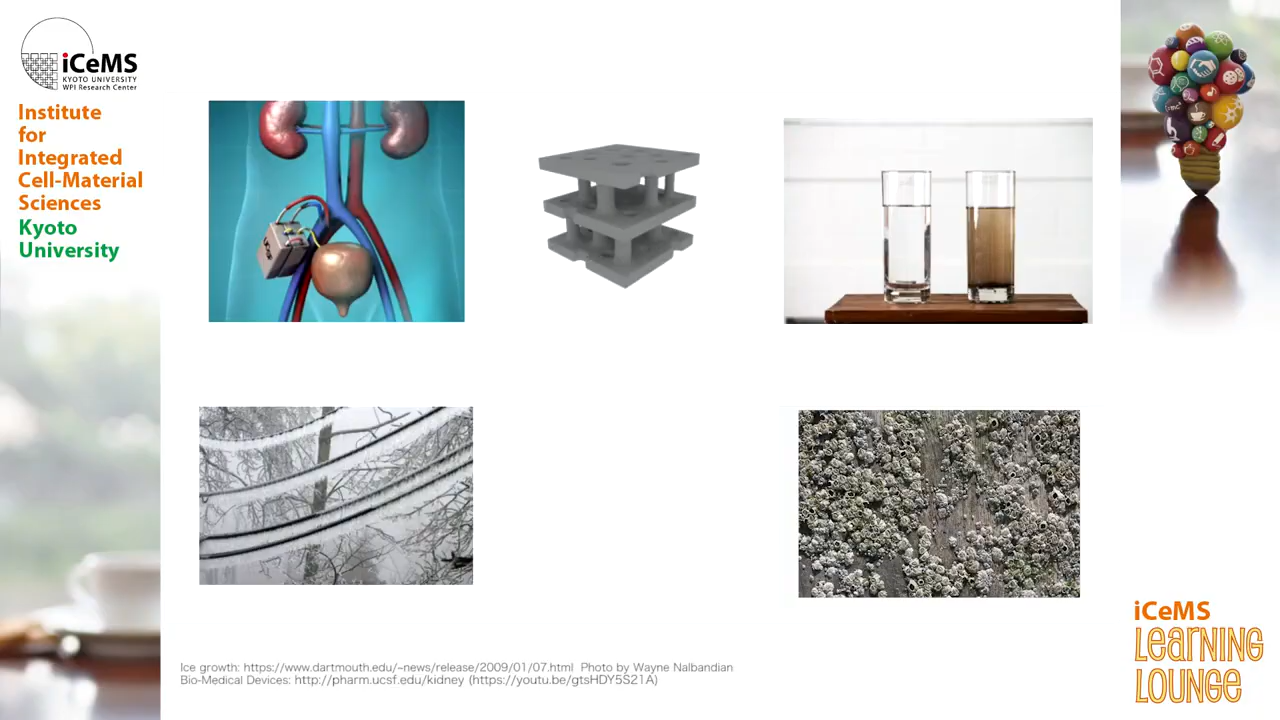 iCeMS
KYOTO UNIVERSITY
WPI Research Center
Institute
for
Integrated
Cell-Material
Sciences
Kyoto
University
Ice growth: https://www.dartmouth.edu/~news/release/2009/01/07.html Photo by Wayne Nalbandian
Bio-Medical Devices: http://pharm.ucsf.edu/kidney (https://youtu.be/gtsHDY5S21A)
iCeMS
LEARNING
LOUNGE